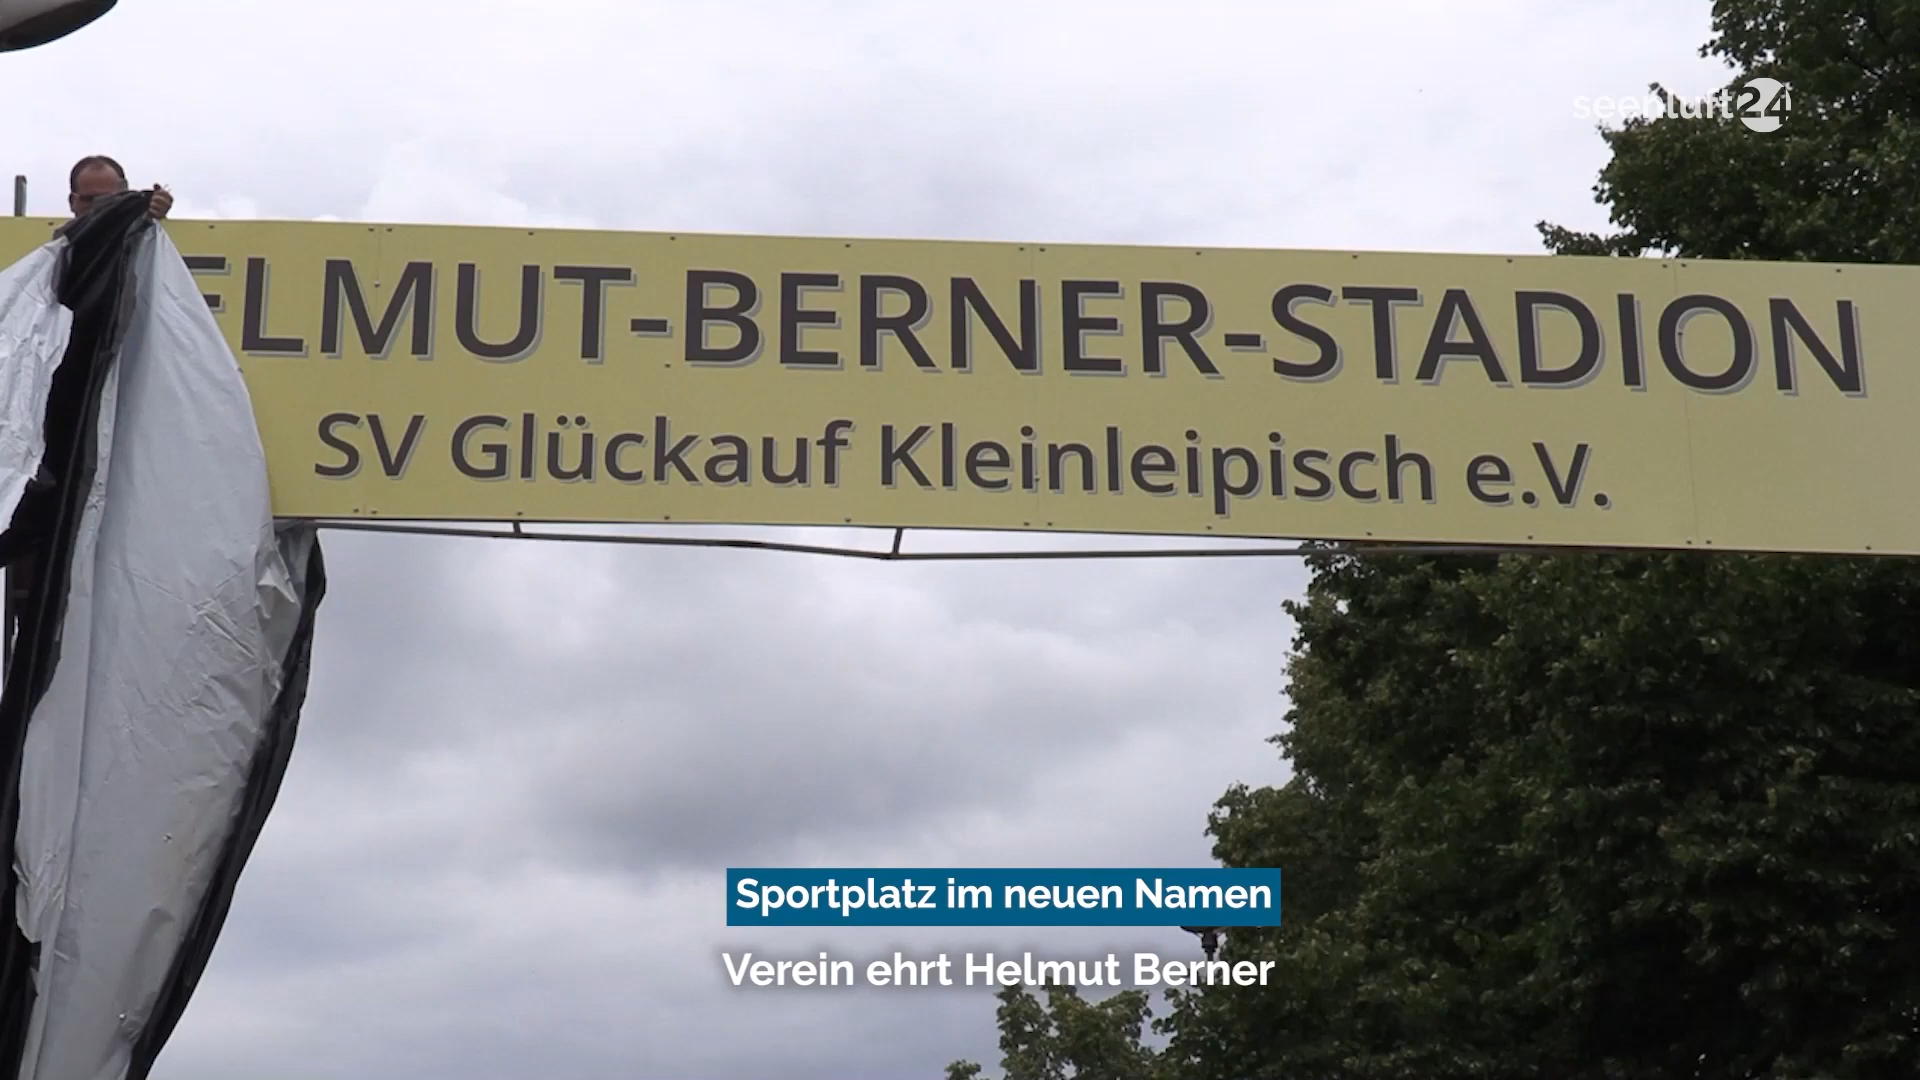 seenluft24
ELMUT-BERNER-STADION
SV Glückauf Kleinleipisch e.V.
Sportplatz im neuen Namen
Verein ehrt Helmut Berner